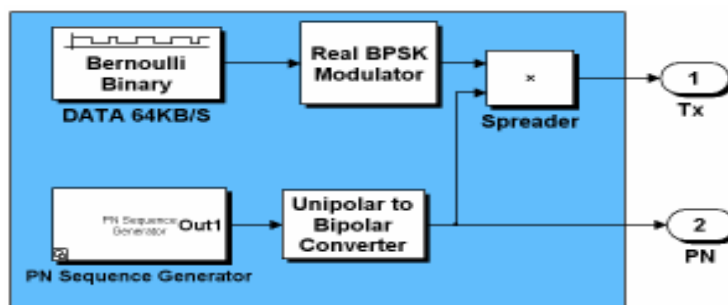 Bernoulli
Binary
DATA 64KB/S
Real BPSK
Modulator
×
Spreader
1
Tx
PN Sequence
Generator
Out1
PN Sequence Generator
Unipolar to
Bipolar
Converter
2
PN